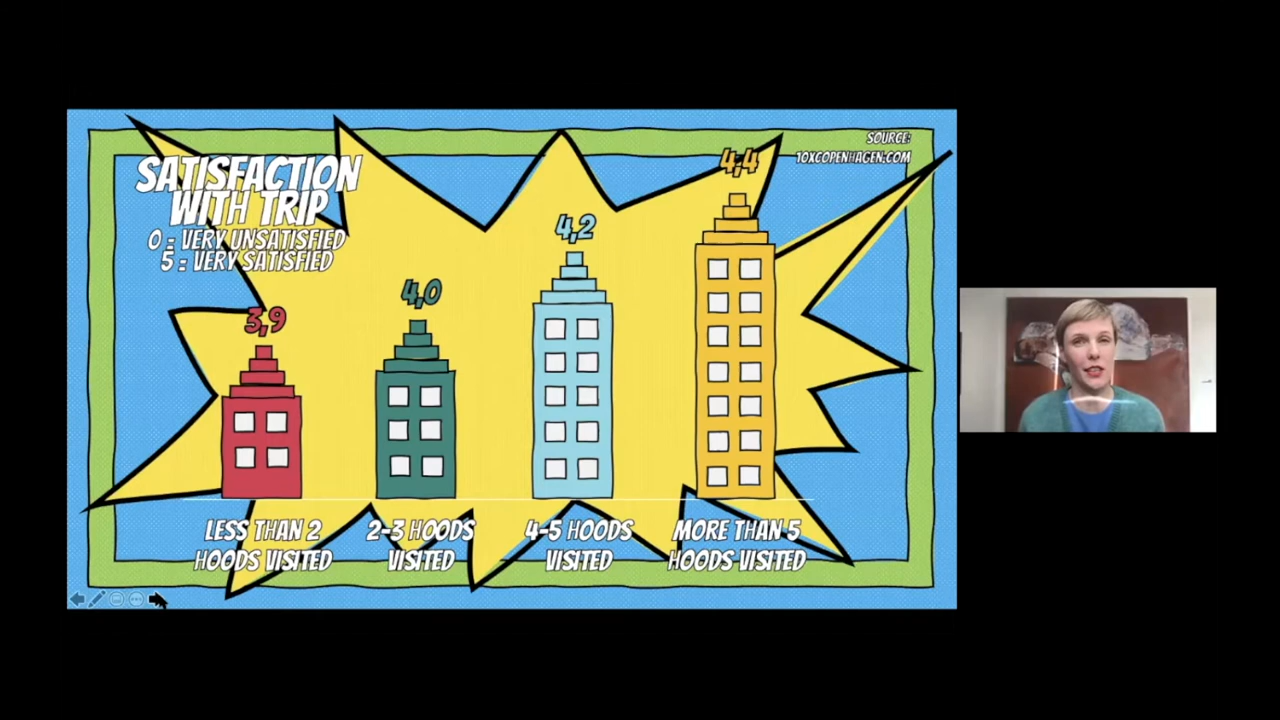 SATISFACTION
WITH TRIP
0 = VERY UNSATISFIED
5 = VERY SATISFIED
SOURCE:
10XCOPENHAGEN.COM
3,9
4,0
4,2
4,4
LESS THAN 2
HOODS VISITED
2-3 HOODS
VISITED
4-5 HOODS
VISITED
MORE THAN 5
HOODS VISITED